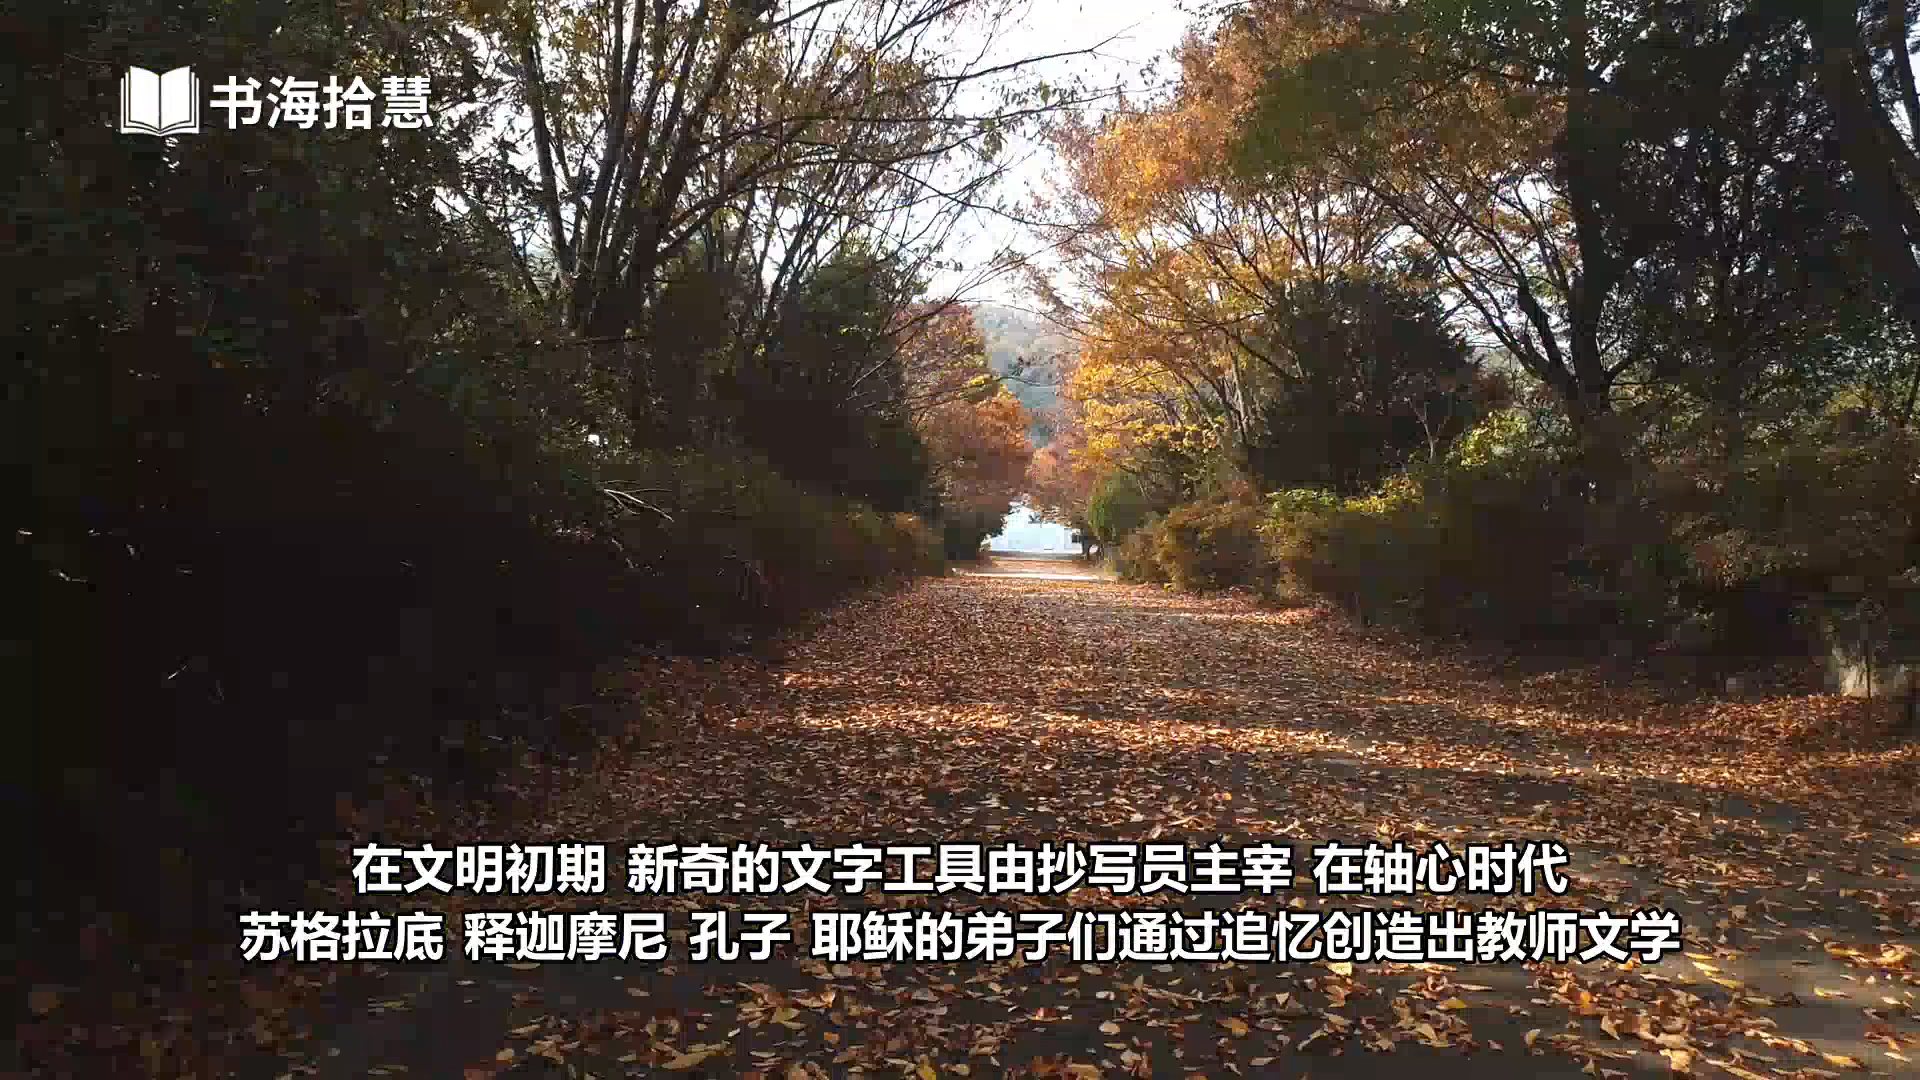 书海拾慧
在文明初期 新奇的文字工具由抄写员主宰 在轴心时代
苏格拉底 释迦摩尼 孔子 耶稣的弟子们通过追忆创造出教师文学